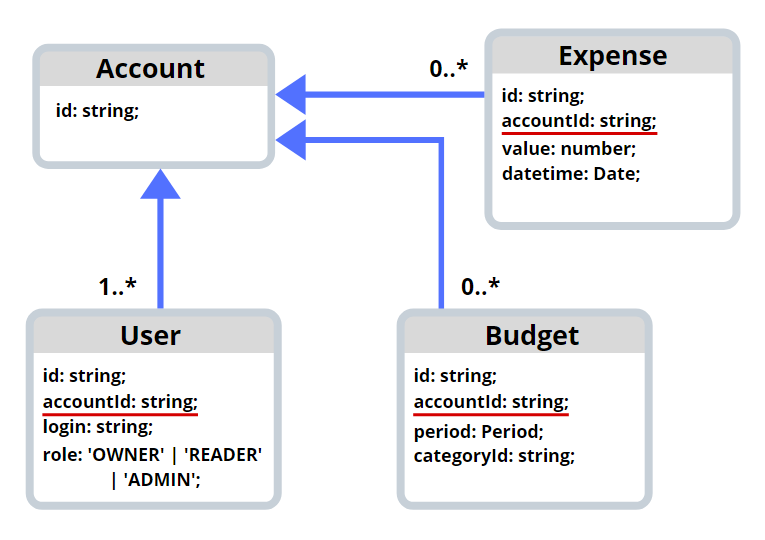 Account
id: string;
0..*
Expense
id: string;
accountId: string;
value: number;
datetime: Date;
1..*
User
id: string;
accountId: string;
login: string;
role: 'OWNER' | 'READER'
| 'ADMIN';
0..*
Budget
id: string;
accountId: string;
period: Period;
categoryId: string;